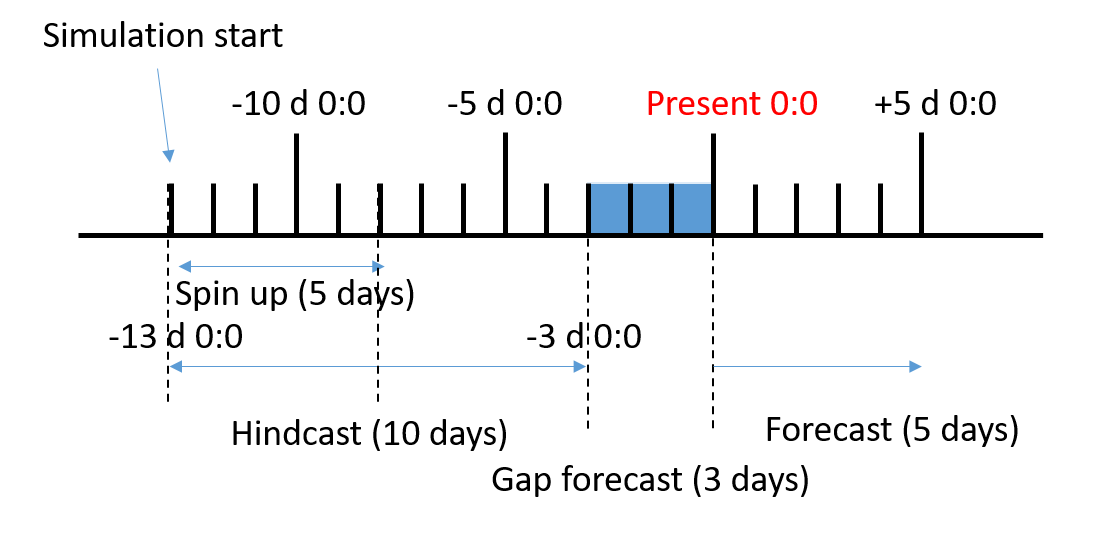 Simulation start
-10 d 0:0
-5 d 0:0
Present 0:0
+5 d 0:0
Spin up (5 days)
-13 d 0:0
-3 d 0:0
Hindcast (10 days)
Forecast (5 days)
Gap forecast (3 days)